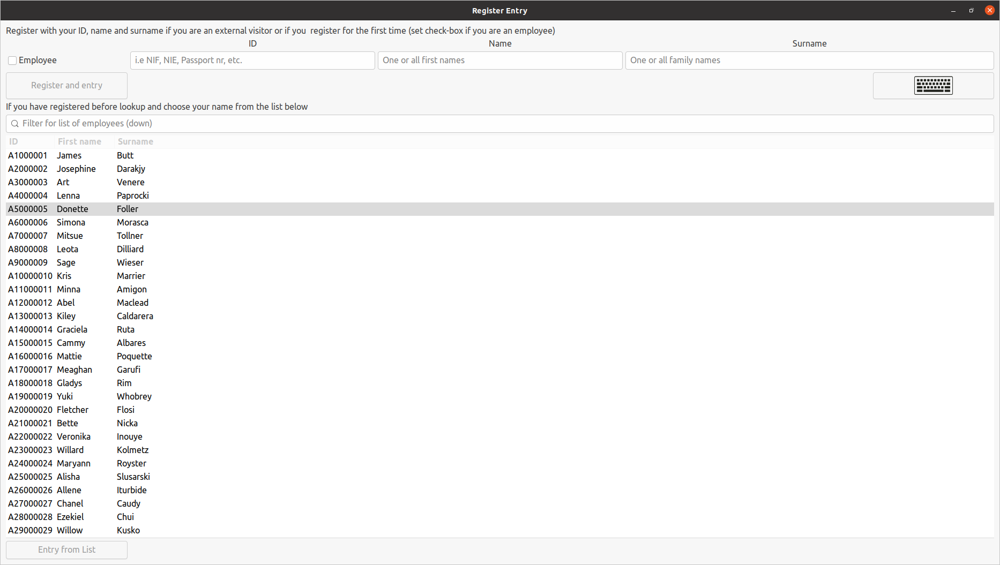 Register Entry
Register with your ID, name and surname if you are an external visitor or if you  register for the first time (set check-box if you are an employee)
ID Name Surname
Employee i.e NIF, NIE, Passport nr, etc. One or all first names One or all family names
Register and entry
If you have registered before lookup and choose your name from the list below
Filter for list of employees (down)
ID First name Surname
A1000001 James Butt
A2000002 Josephine Darakjy
A3000003 Art Venere
A4000004 Lenna Paprocki
A5000005 Donette Foller
A6000006 Simona Morasca
A7000007 Mitsue Tollner
A8000008 Leota Dilliard
A9000009 Sage Wieser
A10000010 Kris Marrier
A11000011 Minna Amigon
A12000012 Abel Maclead
A13000013 Kiley Caldarera
A14000014 Graciela Ruta
A15000015 Cammy Albares
A16000016 Mattie Poquette
A17000017 Meaghan Garufi
A18000018 Gladys Rim
A19000019 Yuki Whobrey
A20000020 Fletcher Flosi
A21000021 Bette Nicka
A22000022 Veronika Inouye
A23000023 Willard Kolmetz
A24000024 Maryann Royster
A25000025 Alisha Slusarski
A26000026 Allene Iturbide
A27000027 Chanel Caudy
A28000028 Ezekiel Chui
A29000029 Willow Kusko
Entry from List